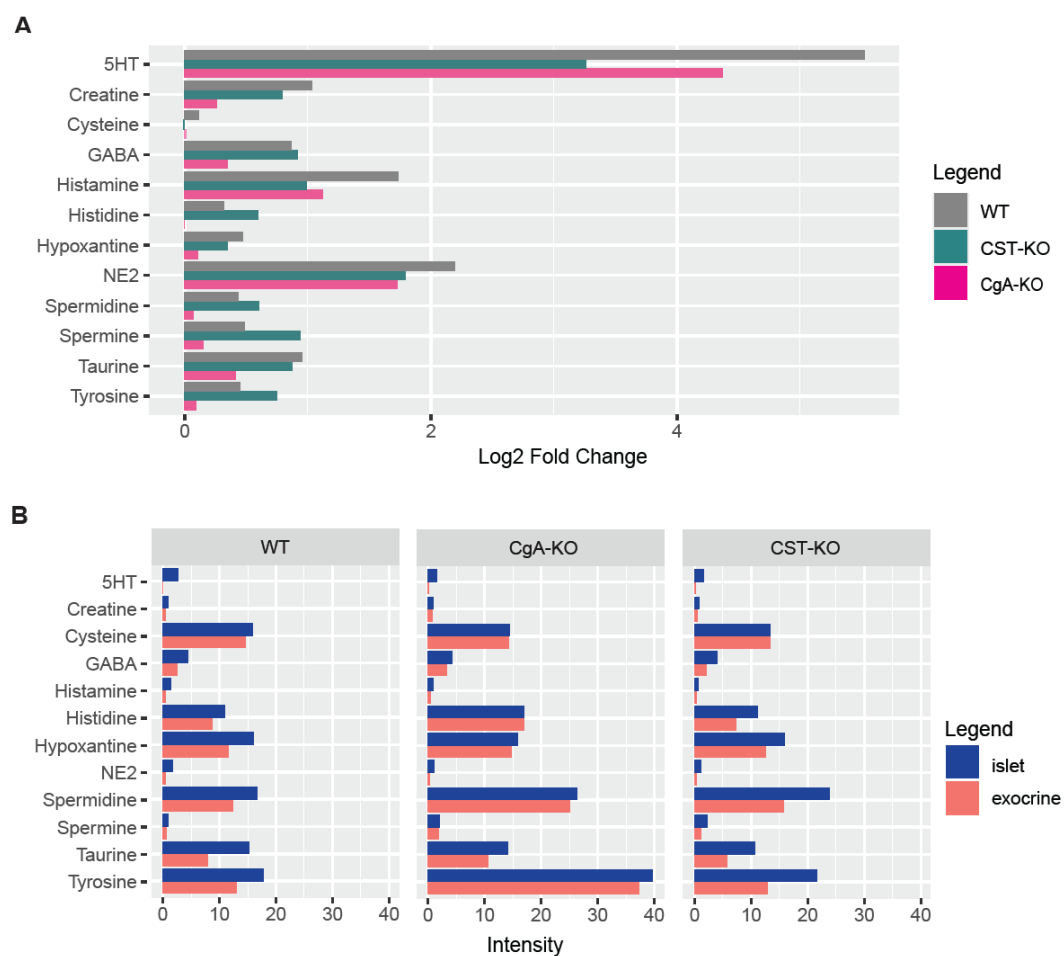 A
5HT
Creatine
Cysteine
GABA
Histamine
Histidine
Hypoxantine
NE2
Spermidine
Spermine
Taurine
Tyrosine
0 2 4
Log2 Fold Change
Legend
WT
CST-KO
CgA-KO
B
WT CgA-KO CST-KO
5HT
Creatine
Cysteine
GABA
Histamine
Histidine
Hypoxantine
NE2
Spermidine
Spermine
Taurine
Tyrosine
0 10 20 30 40 0 10 20 30 40 0 10 20 30 40
Intensity
Legend
islet
exocrine